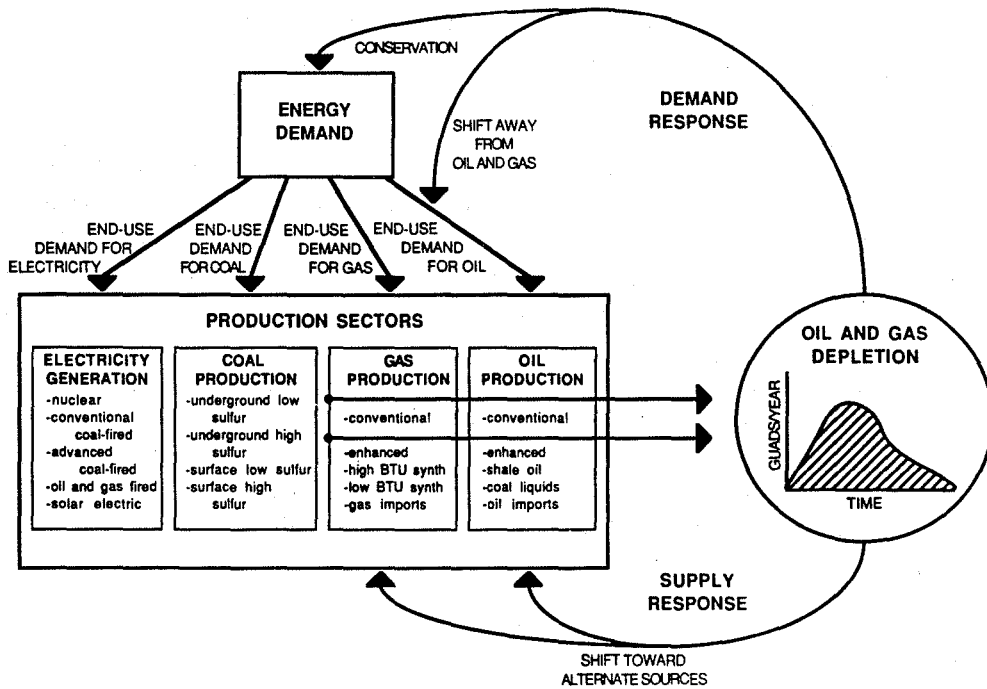 CONSERVATION
ENERGY
DEMAND
DEMAND
RESPONSE
SHIFT AWAY
FROM
OIL AND GAS
END-USE
DEMAND FOR
ELECTRICITY
END-USE
DEMAND
FOR COAL
END-USE
DEMAND
FOR GAS
END-USE
DEMAND
FOR OIL
PRODUCTION SECTORS
ELECTRICITY
GENERATION
-nuclear
-conventional
coal-fired
-advanced
coal-fired
-oil and gas fired
-solar electric
COAL
PRODUCTION
-underground low
sulfur
-underground high
sulfur
-surface low sulfur
-surface high
sulfur
GAS
PRODUCTION
-conventional
-enhanced
-high BTU synth
-low BTU synth
-gas imports
OIL
PRODUCTION
-conventional
-enhanced
-shale oil
-coal liquids
-oil imports
OIL AND GAS
DEPLETION
GUADS/YEAR
TIME
SUPPLY
RESPONSE
SHIFT TOWARD
ALTERNATE SOURCES